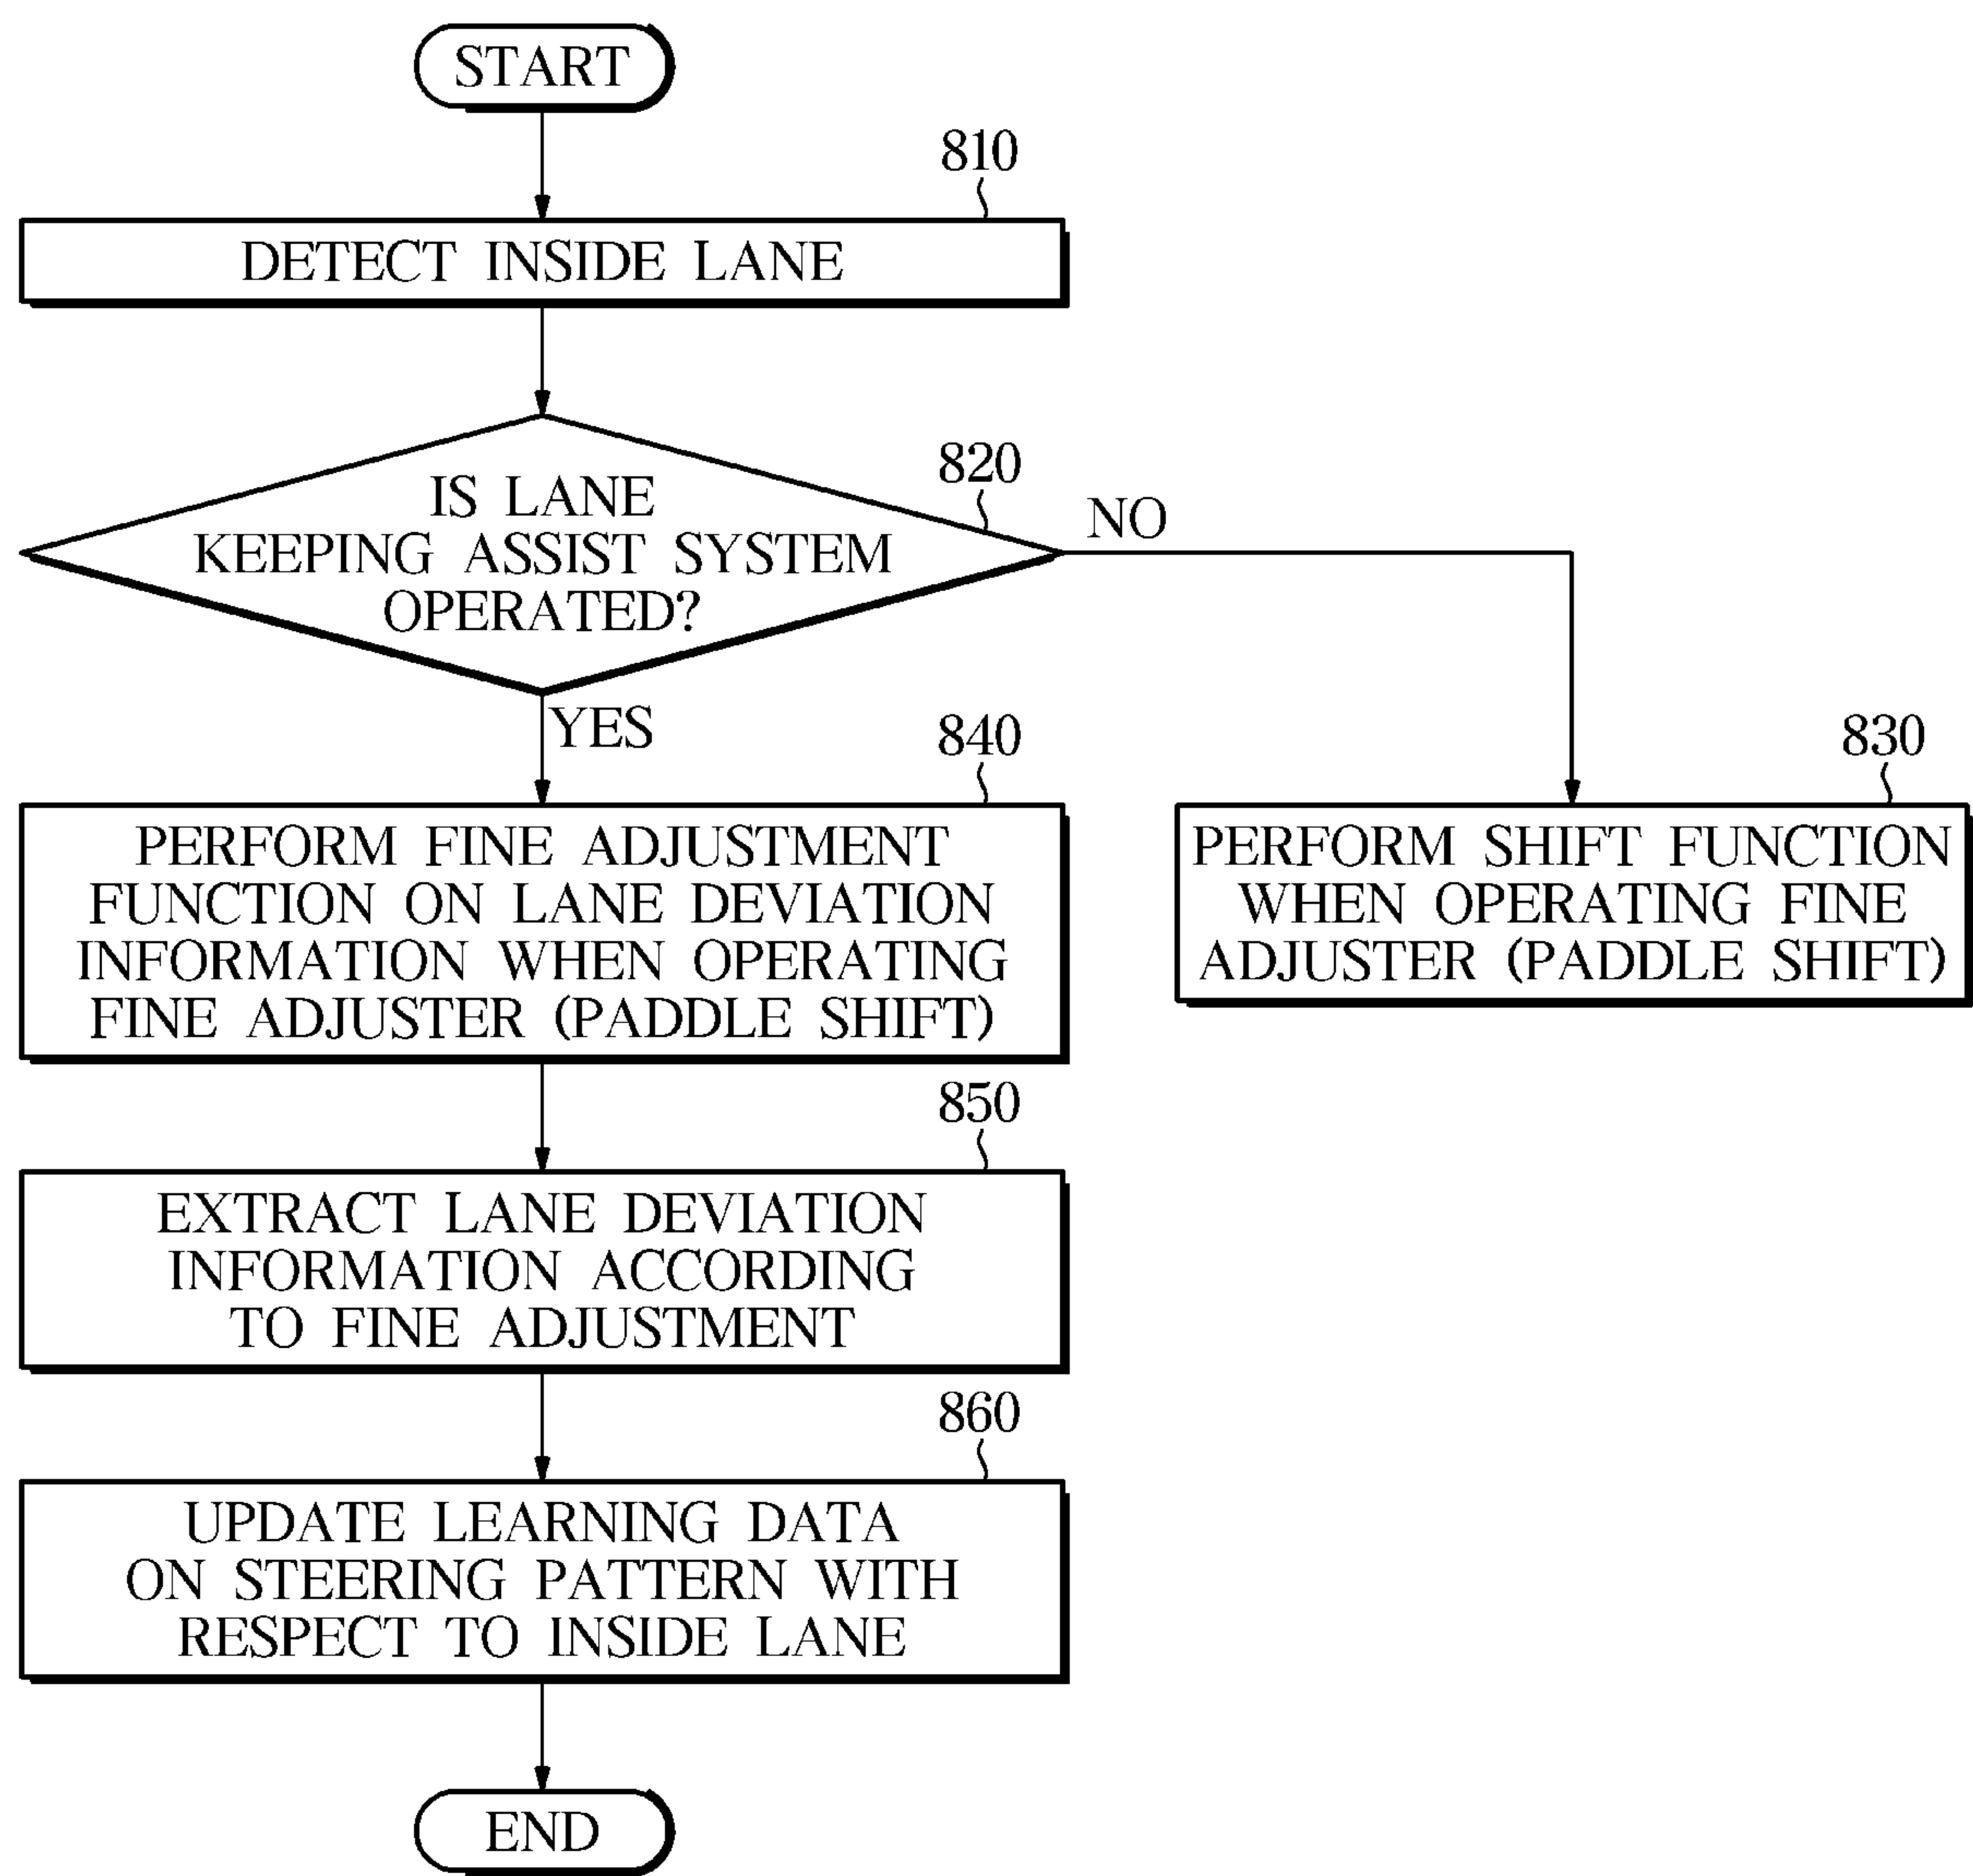 START
810
DETECT INSIDE LANE
820
IS LANE
KEEPING ASSIST SYSTEM
OPERATED?
NO
YES
840
PERFORM FINE ADJUSTMENT
FUNCTION ON LANE DEVIATION
INFORMATION WHEN OPERATING
FINE ADJUSTER (PADDLE SHIFT)
830
PERFORM SHIFT FUNCTION
WHEN OPERATING FINE
ADJUSTER (PADDLE SHIFT)
850
EXTRACT LANE DEVIATION
INFORMATION ACCORDING
TO FINE ADJUSTMENT
860
UPDATE LEARNING DATA
ON STEERING PATTERN WITH
RESPECT TO INSIDE LANE
END